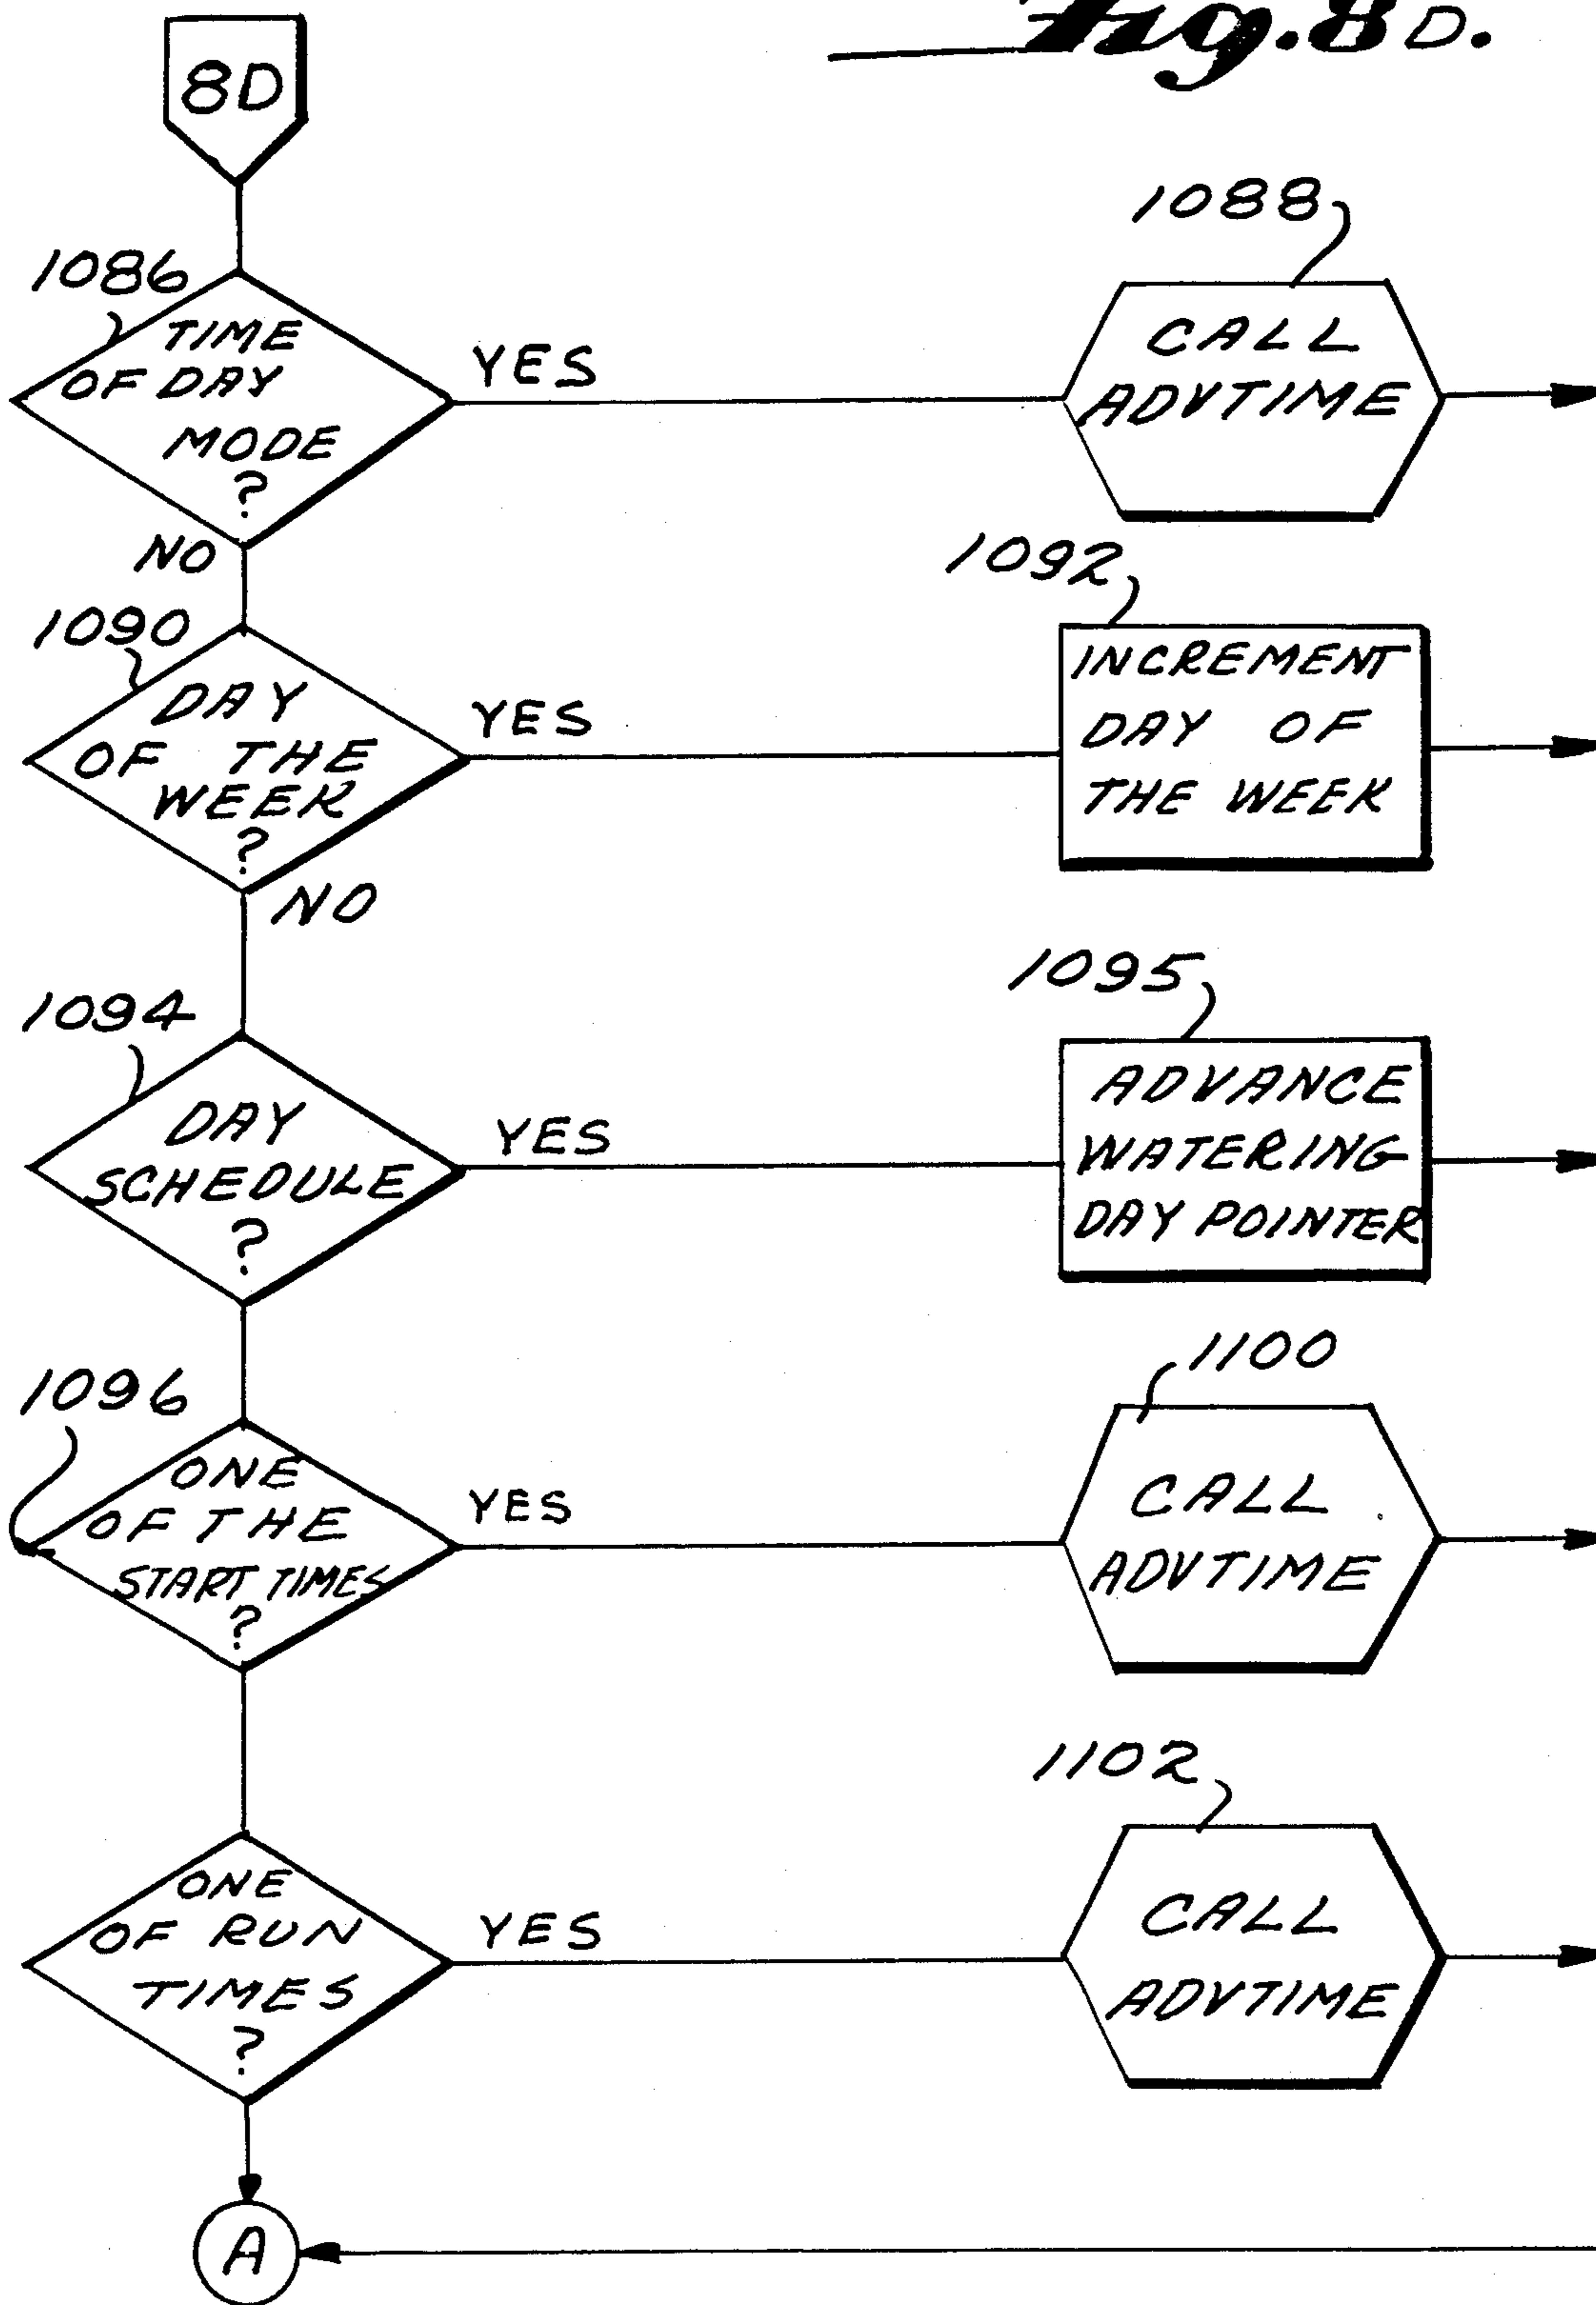 Fig. 8D.
8D
1086
TIME
OF DAY
MODE
?
YES
1088
CALL
ADVTIME
NO
1090
DAY
OF THE
WEEK
?
YES
1092
INCREMENT
DAY OF
THE WEEK
NO
1094
DAY
SCHEDULE
?
YES
1095
ADVANCE
WATERING
DAY POINTER
1096
ONE
OF THE
START TIMES
?
YES
1100
CALL
ADVTIME
ONE
OF RUN
TIMES
?
YES
1102
CALL
ADVTIME
A